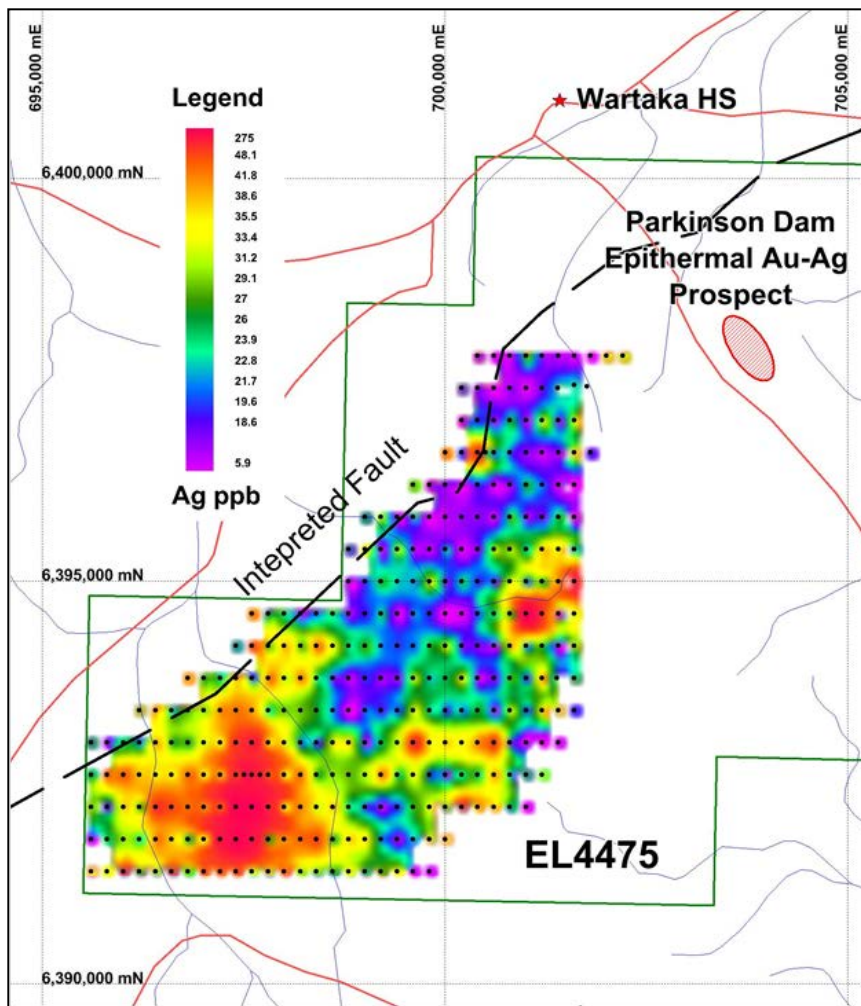 695,000 mE
700,000 mE
705,000 mE
Legend
275
48.1
41.8
38.6
35.5
33.4
31.2
29.1
27
26
23.9
22.8
21.7
19.6
18.6
5.9
Ag ppb
Wartaka HS
6,400,000 mN
Parkinson Dam
Epithermal Au-Ag
Prospect
Intepreted Fault
6,395,000 mN
EL4475
6,390,000 mN